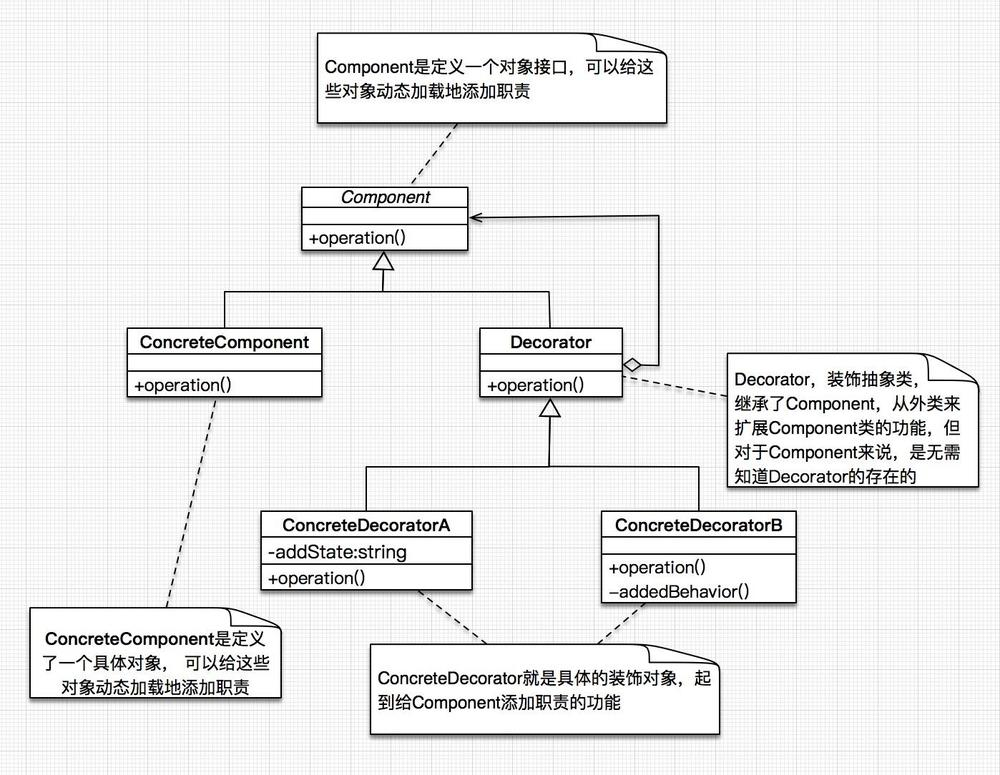 Component是定义一个对象接口，可以给这
些对象动态加载地添加职责
Component
+operation()
ConcreteComponent
+operation()
Decorator
+operation()
Decorator，装饰抽象类，
继承了Component，从外类来
扩展Component类的功能，但
对于Component来说，是无需
知道Decorator的存在的
ConcreteDecoratorA
-addState:string
+operation()
ConcreteDecoratorB
+operation()
−addedBehavior()
ConcreteComponent是定义
了一个具体对象， 可以给这些
对象动态加载地添加职责
ConcreteDecorator就是具体的装饰对象，起
到给Component添加职责的功能